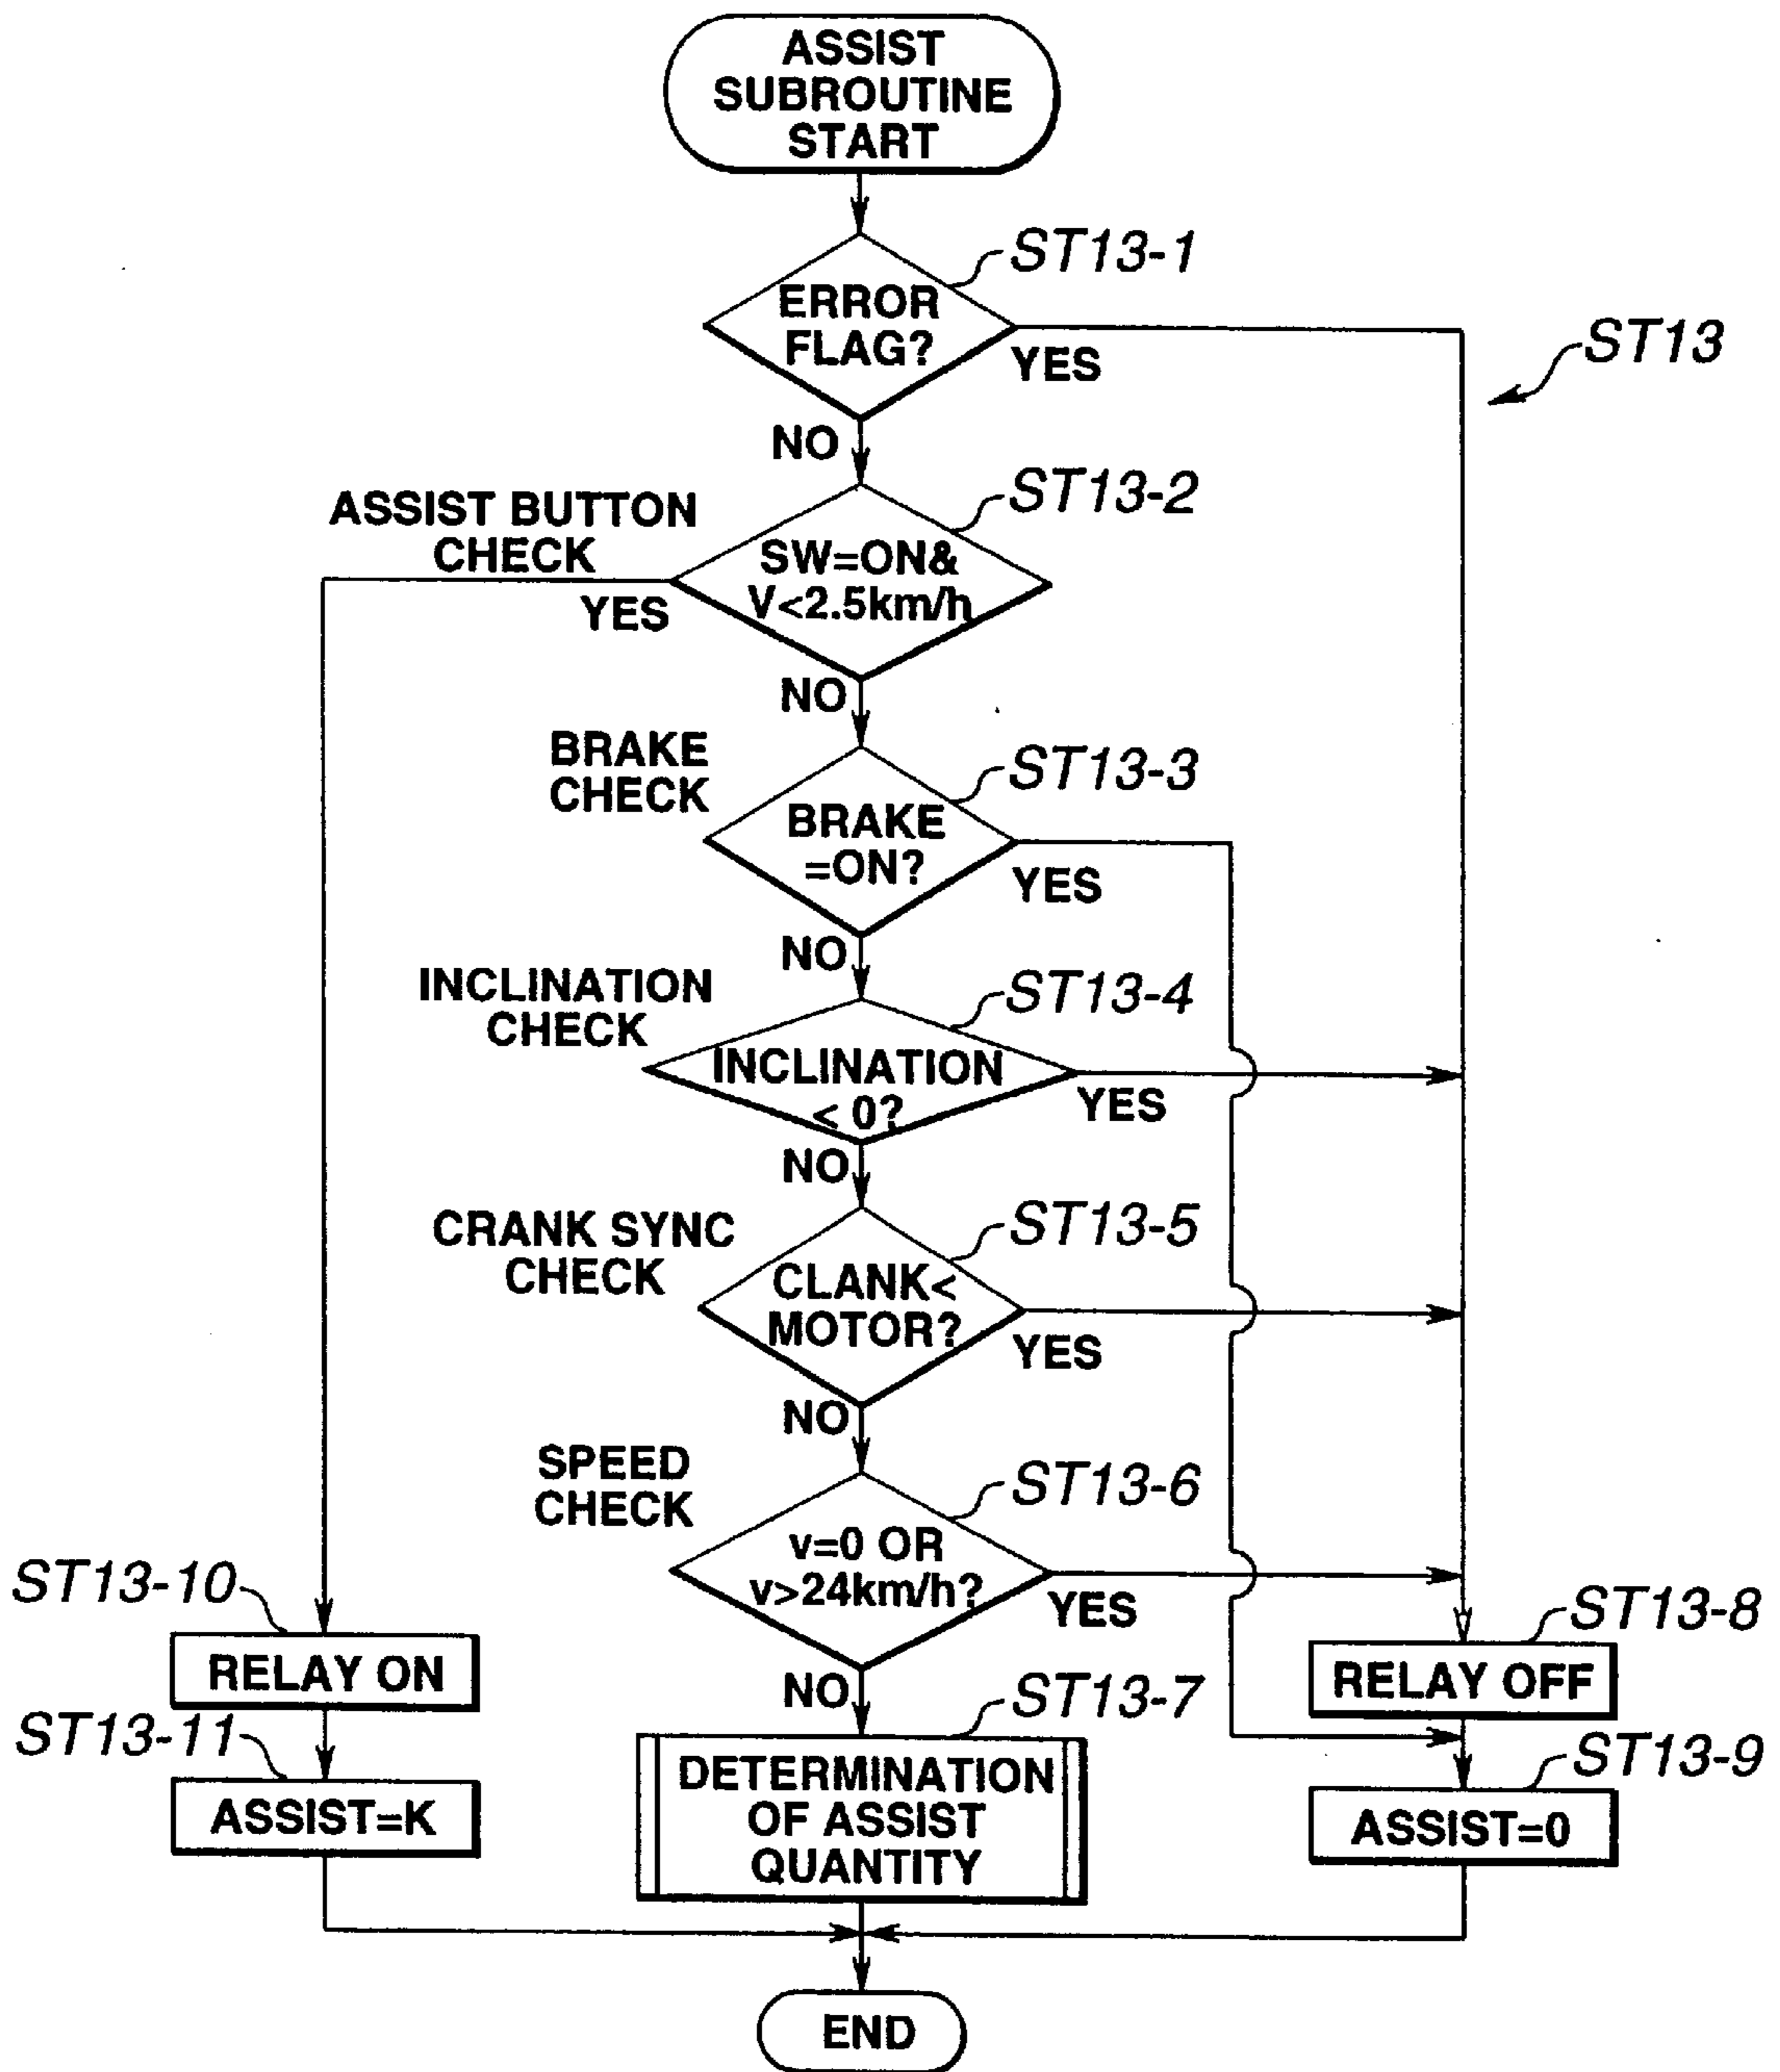 ASSIST
SUBROUTINE
START
ST13-1
ERROR
FLAG?
YES
ST13
NO
ST13-2
ASSIST BUTTON
CHECK
SW=ON&
V<2.5km/h
YES
NO
BRAKE
CHECK
ST13-3
BRAKE
=ON?
YES
NO
INCLINATION
CHECK
ST13-4
INCLINATION
< 0?
YES
NO
CRANK SYNC
CHECK
ST13-5
CLANK<
MOTOR?
YES
NO
SPEED
CHECK
ST13-6
v=0 OR
v>24km/h?
YES
NO
ST13-10
RELAY ON
ST13-8
RELAY OFF
ST13-7
DETERMINATION
OF ASSIST
QUANTITY
ST13-11
ASSIST=K
ST13-9
ASSIST=0
END